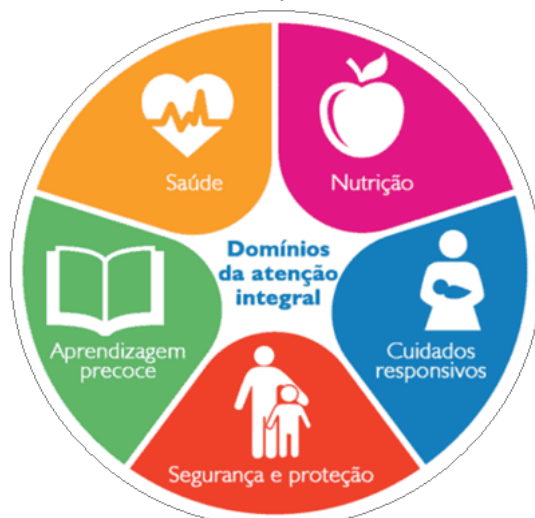 Saúde
Nutrição
Domínios
da atenção
integral
Aprendizagem
precoce
Cuidados
responsivos
Segurança e proteção